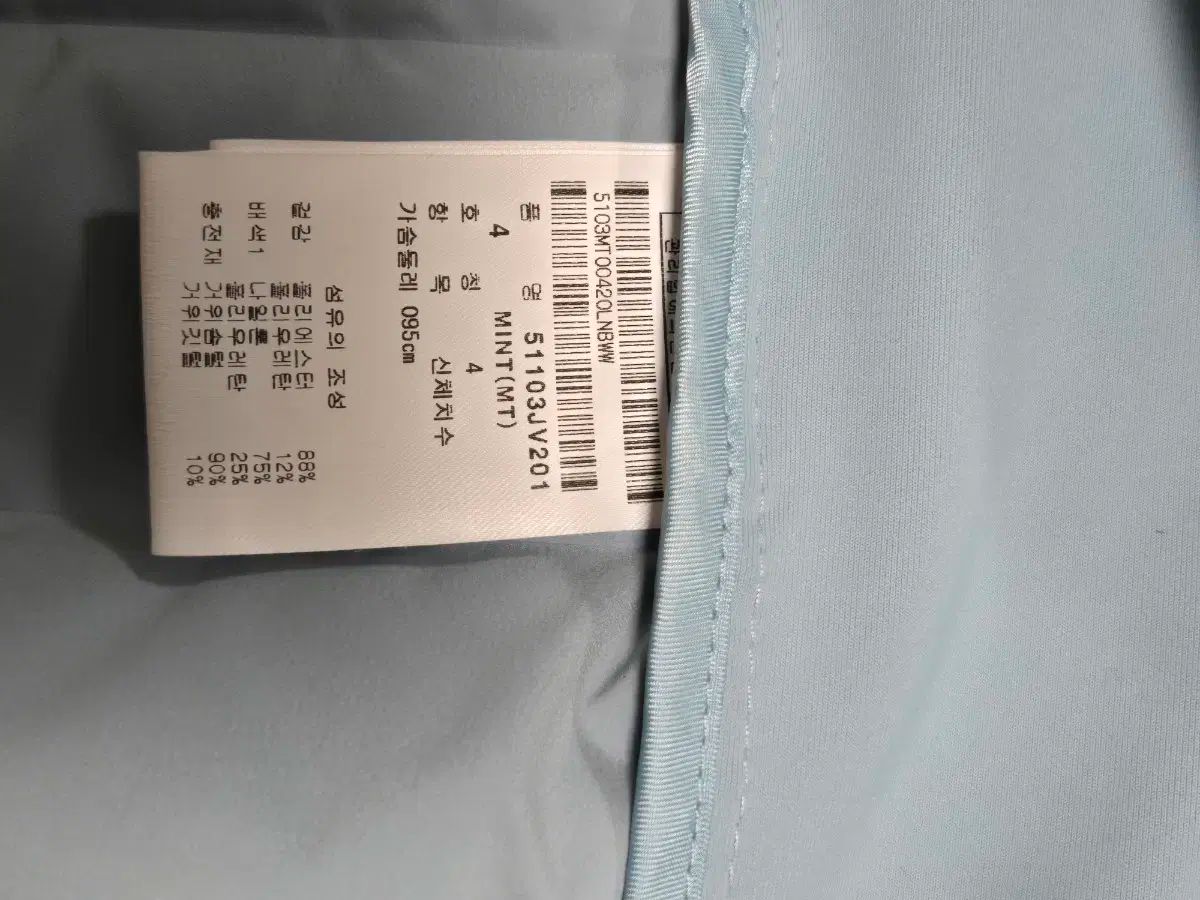 5103MT0042OLNBWW
품 명 51103JV201
4 MINT(MT)
호 칭 4
항 목 신체치수
가슴둘레 095cm
섬유의 조성
겉감 폴리에스터 88%
폴리우레탄 12%
배색1 나일론 75%
폴리우레탄 25%
충전재 거위솜털 90%
거위깃털 10%